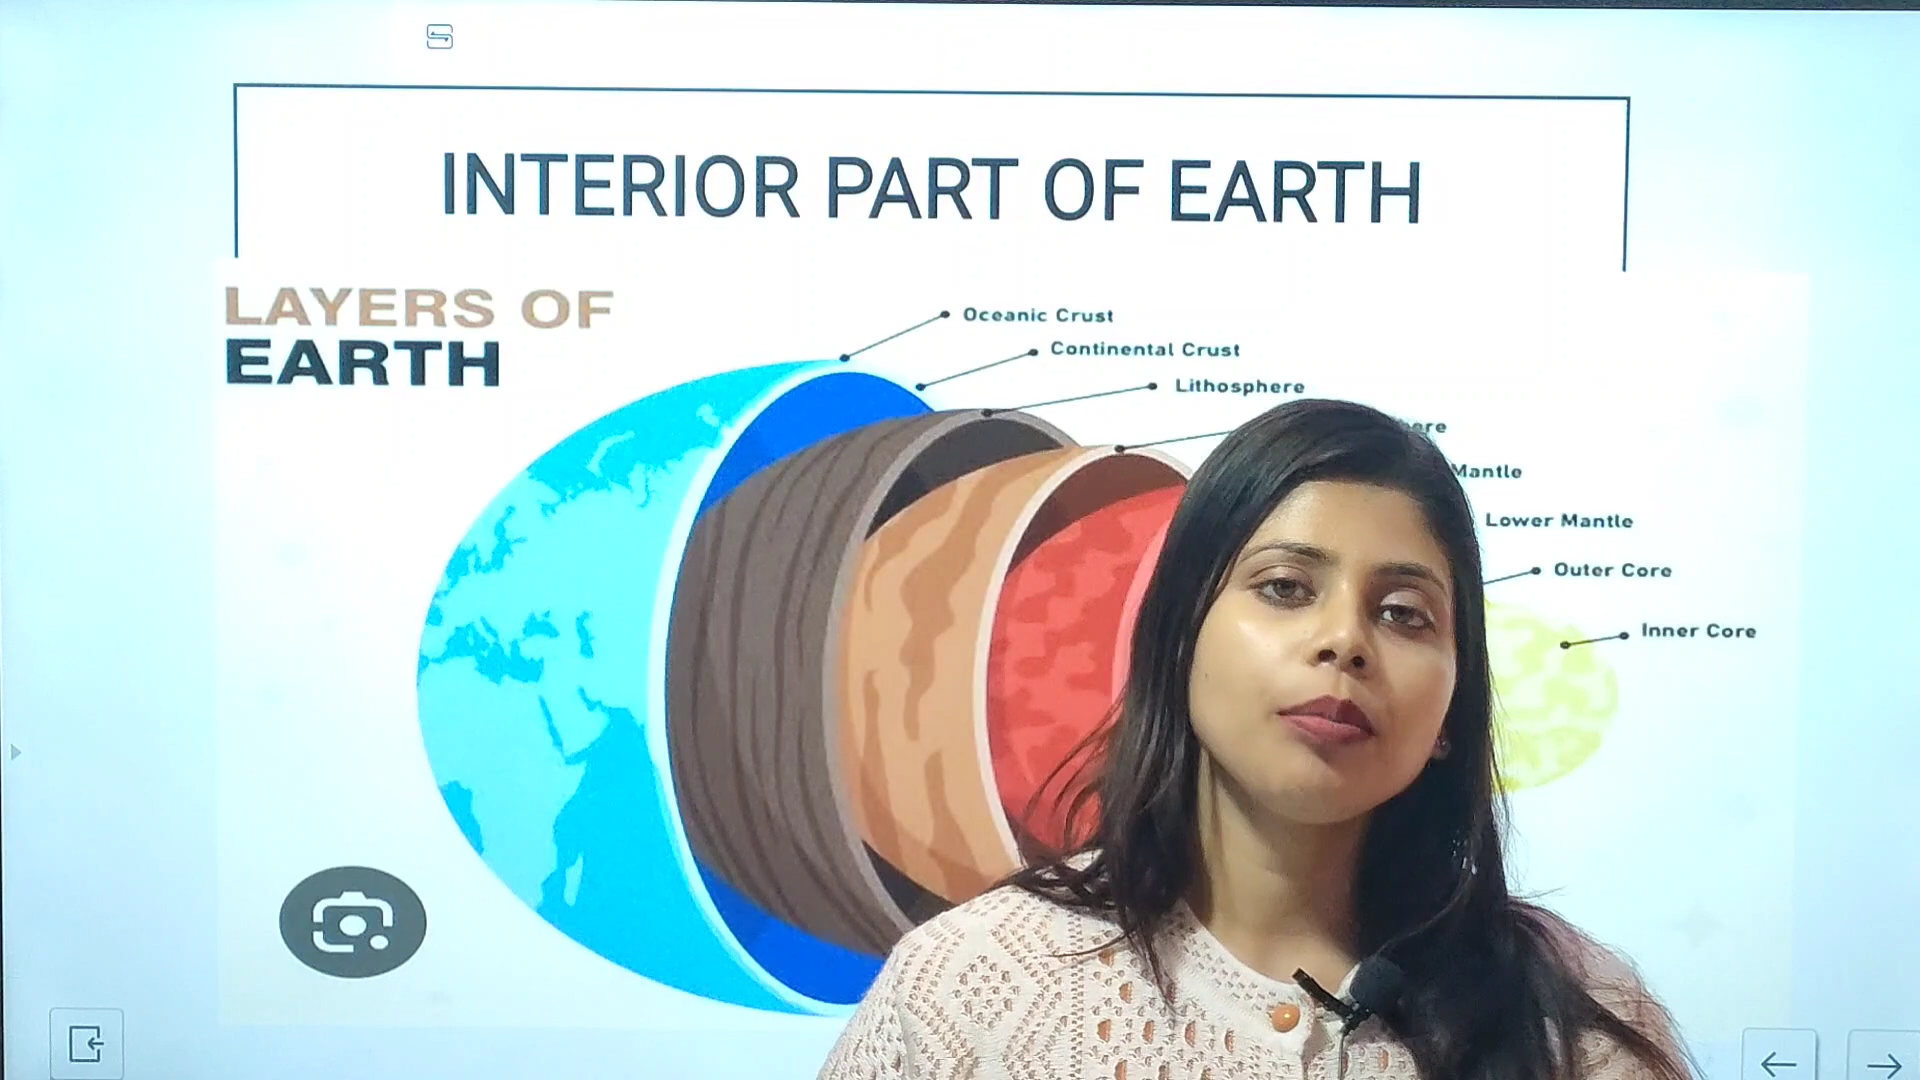 INTERIOR PART OF EARTH
LAYERS OF
EARTH
Oceanic Crust
Continental Crust
Lithosphere
Mantle
Lower Mantle
Outer Core
Inner Core